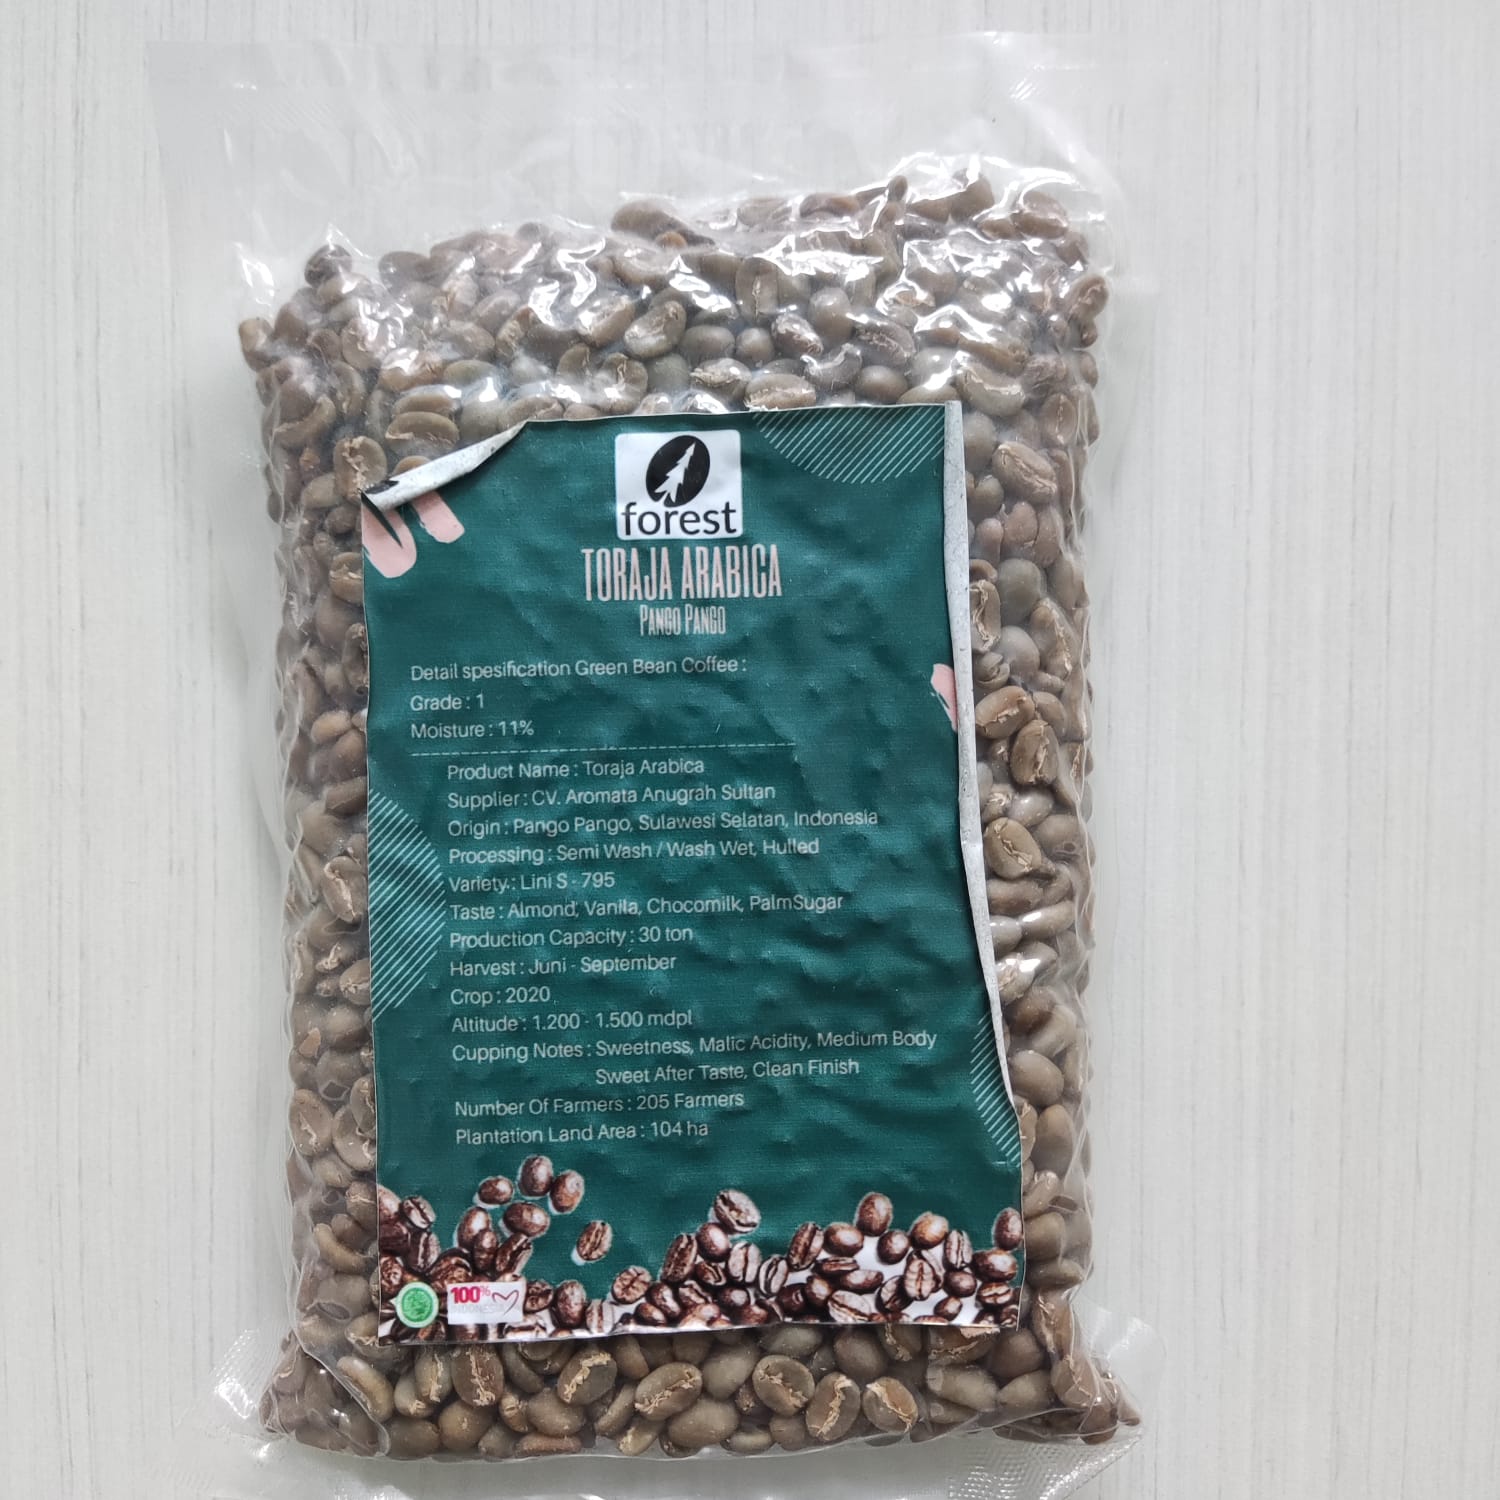 forest
TORAJA ARABICA
PANGO PANGO
Detail spesification Green Bean Coffee :
Grade : 1
Moisture : 11%
Product Name : Toraja Arabica
Supplier : CV. Aromata Anugrah Sultan
Origin : Pango Pango, Sulawesi Selatan, Indonesia
Processing : Semi Wash / Wash Wet, Hulled
Variety : Lini S - 795
Taste : Almond, Vanila, Chocomilk, PalmSugar
Production Capacity : 30 ton
Harvest : Juni - September
Crop : 2020
Altitude : 1.200 - 1.500 mdpl
Cupping Notes : Sweetness, Malic Acidity, Medium Body
Sweet After Taste, Clean Finish
Number Of Farmers : 205 Farmers
Plantation Land Area : 104 ha
100%
INDONESIA